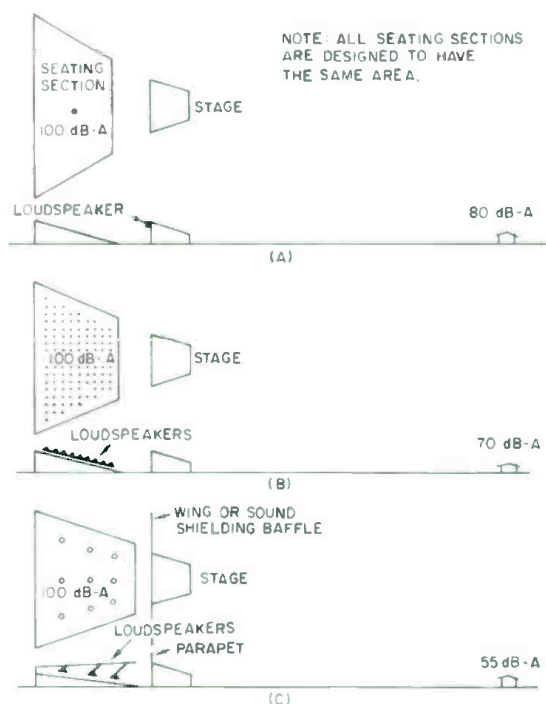 NOTE: ALL SEATING SECTIONS
ARE DESIGNED TO HAVE
THE SAME AREA.
SEATING
SECTION
100 dB-A
STAGE
LOUDSPEAKER
80 dB-A
(A)
100 dB-A
STAGE
LOUDSPEAKERS
70 dB-A
(B)
WING OR SOUND
SHIELDING BAFFLE
100 dB-A
STAGE
LOUDSPEAKERS
PARAPET
55 dB-A
(C)